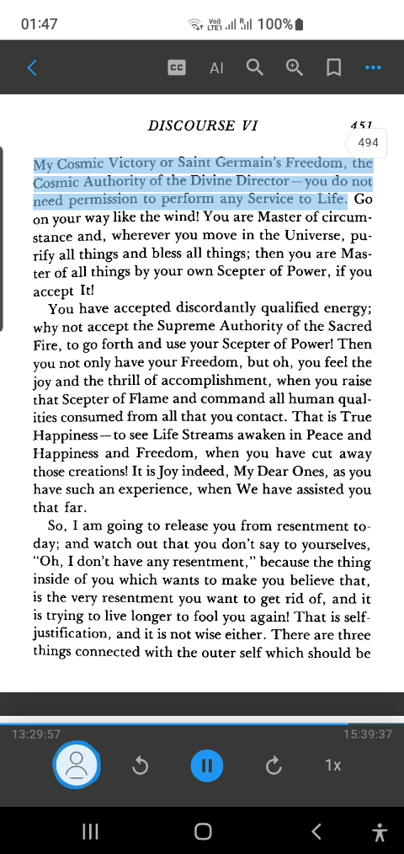 01:47
Vo)) LTE1 R 100%
CC AI
DISCOURSE VI 451
494
My Cosmic Victory or Saint Germain's Freedom, the
Cosmic Authority of the Divine Director—you do not
need permission to perform any Service to Life. Go
on your way like the wind! You are Master of circum-
stance and, wherever you move in the Universe, pu-
rify all things and bless all things; then you are Mas-
ter of all things by your own Scepter of Power, if you
accept It!
You have accepted discordantly qualified energy;
why not accept the Supreme Authority of the Sacred
Fire, to go forth and use your Scepter of Power! Then
you not only have your Freedom, but oh, you feel the
joy and the thrill of accomplishment, when you raise
that Scepter of Flame and command all human qual-
ities consumed from all that you contact. That is True
Happiness—to see Life Streams awaken in Peace and
Happiness and Freedom, when you have cut away
those creations! It is Joy indeed, My Dear Ones, as you
have such an experience, when We have assisted you
that far.
So, I am going to release you from resentment to-
day; and watch out that you don't say to yourselves,
"Oh, I don't have any resentment," because the thing
inside of you which wants to make you believe that,
is the very resentment you want to get rid of, and it
is trying to live longer to fool you again! That is self-
justification, and it is not wise either. There are three
things connected with the outer self which should be
13:29:57 15:39:37
1x